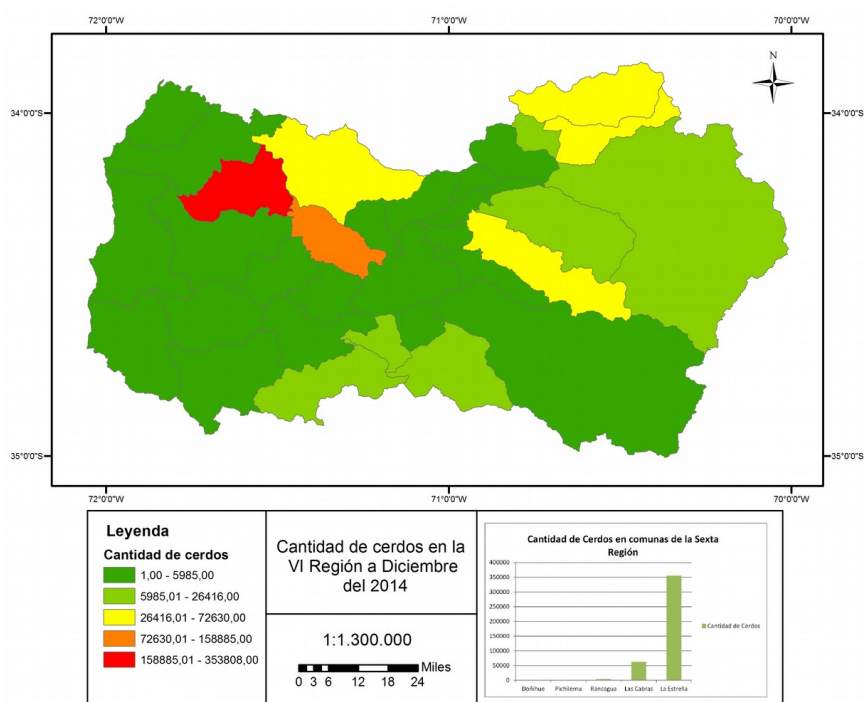 72°0'0"W 71°0'0"W 70°0'0"W
N
34°0'0"S 34°0'0"S
35°0'0"S 35°0'0"S
72°0'0"W 71°0'0"W 70°0'0"W
Leyenda
Cantidad de cerdos
1,00 - 5985,00
5985,01 - 26416,00
26416,01 - 72630,00
72630,01 - 158885,00
158885,01 - 353808,00
Cantidad de cerdos en la
VI Región a Diciembre
del 2014
1:1.300.000
Miles
0 3 6 12 18 24
Cantidad de Cerdos en comunas de la Sexta
Región
400000
350000
300000
250000
200000
150000
100000
50000
0
Doñihue Pichilema Rancagua Las Cabras La Estrella
Cantidad de Cerdos